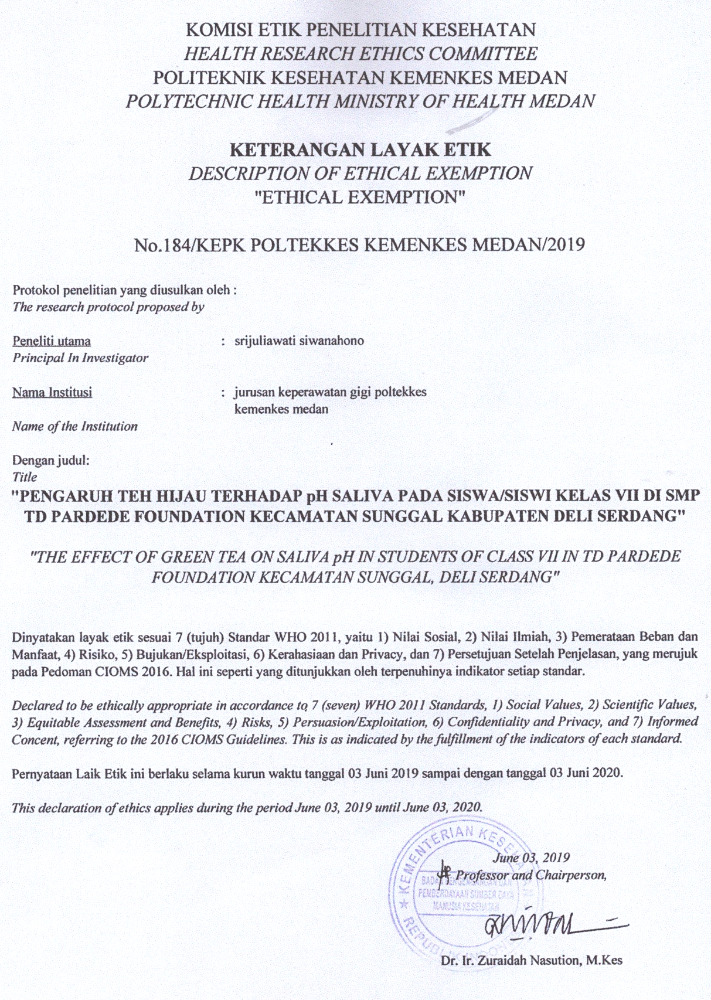 KOMISI ETIK PENELITIAN KESEHATAN
HEALTH RESEARCH ETHICS COMMITTEE
POLITEKNIK KESEHATAN KEMENKES MEDAN
POLYTECHNIC HEALTH MINISTRY OF HEALTH MEDAN
KETERANGAN LAYAK ETIK
DESCRIPTION OF ETHICAL EXEMPTION
"ETHICAL EXEMPTION"
No.184/KEPK POLTEKKES KEMENKES MEDAN/2019
Protokol penelitian yang diusulkan oleh :
The research protocol proposed by
Peneliti utama : srijuliawati siwanahono
Principal In Investigator
Nama Institusi : jurusan keperawatan gigi poltekkes
kemenkes medan
Name of the Institution
Dengan judul:
Title
"PENGARUH TEH HIJAU TERHADAP pH SALIVA PADA SISWA/SISWI KELAS VII DI SMP
TD PARDEDE FOUNDATION KECAMATAN SUNGGAL KABUPATEN DELI SERDANG"
"THE EFFECT OF GREEN TEA ON SALIVA pH IN STUDENTS OF CLASS VII IN TD PARDEDE
FOUNDATION KECAMATAN SUNGGAL, DELI SERDANG"
Dinyatakan layak etik sesuai 7 (tujuh) Standar WHO 2011, yaitu 1) Nilai Sosial, 2) Nilai Ilmiah, 3) Pemerataan Beban dan
Manfaat, 4) Risiko, 5) Bujukan/Eksploitasi, 6) Kerahasiaan dan Privacy, dan 7) Persetujuan Setelah Penjelasan, yang merujuk
pada Pedoman CIOMS 2016. Hal ini seperti yang ditunjukkan oleh terpenuhinya indikator setiap standar.
Declared to be ethically appropriate in accordance to 7 (seven) WHO 2011 Standards, 1) Social Values, 2) Scientific Values,
3) Equitable Assessment and Benefits, 4) Risks, 5) Persuasion/Exploitation, 6) Confidentiality and Privacy, and 7) Informed
Concent, referring to the 2016 CIOMS Guidelines. This is as indicated by the fulfillment of the indicators of each standard.
Pernyataan Laik Etik ini berlaku selama kurun waktu tanggal 03 Juni 2019 sampai dengan tanggal 03 Juni 2020.
This declaration of ethics applies during the period June 03, 2019 until June 03, 2020.
June 03, 2019
Professor and Chairperson,
KEMENTERIAN KESEHA
BADAN PENGEMBANGAN DAN
PEMBERDAYAAN SUMBER DAYA
MANUSIA KESEHATAN
REPUBLIK INDONE
Dr. Ir. Zuraidah Nasution, M.Kes